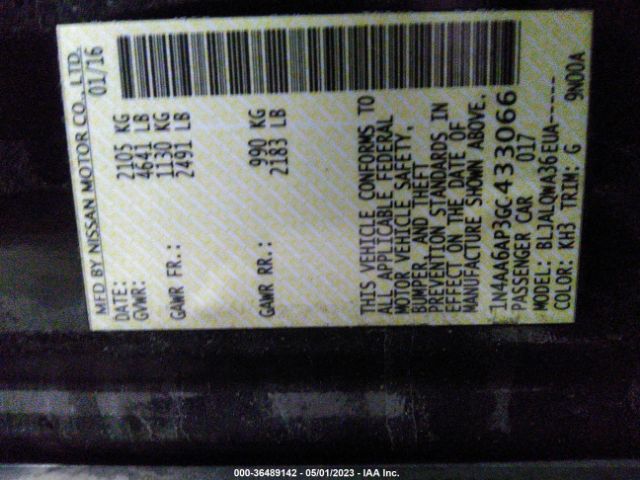 MFD BY NISSAN MOTOR CO., LTD.
DATE: 01/16
GVWR: 2105 KG
4641 LB
GAWR FR.: 1130 KG
2491 LB
GAWR RR.: 990 KG
2183 LB
THIS VEHICLE CONFORMS TO
ALL APPLICABLE FEDERAL
MOTOR VEHICLE SAFETY,
BUMPER, AND THEFT
PREVENTION STANDARDS IN
EFFECT ON THE DATE OF
MANUFACTURE SHOWN ABOVE.
1N4AA6AP3GC433066
PASSENGER CAR 017
MODEL: BLJALQWA36EUA-----
COLOR: KH3 TRIM: G 9N00A
000-36489142 - 05/01/2023 - IAA Inc.